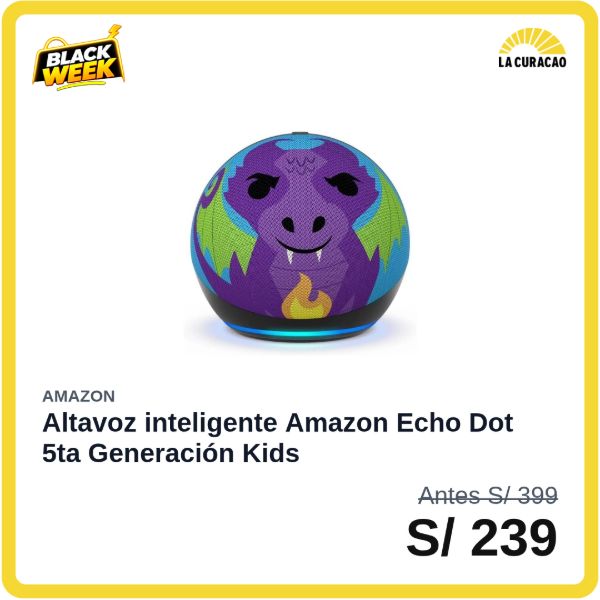 BLACK
WEEK
LA CURACAO
AMAZON
Altavoz inteligente Amazon Echo Dot
5ta Generación Kids
Antes S/ 399
S/ 239